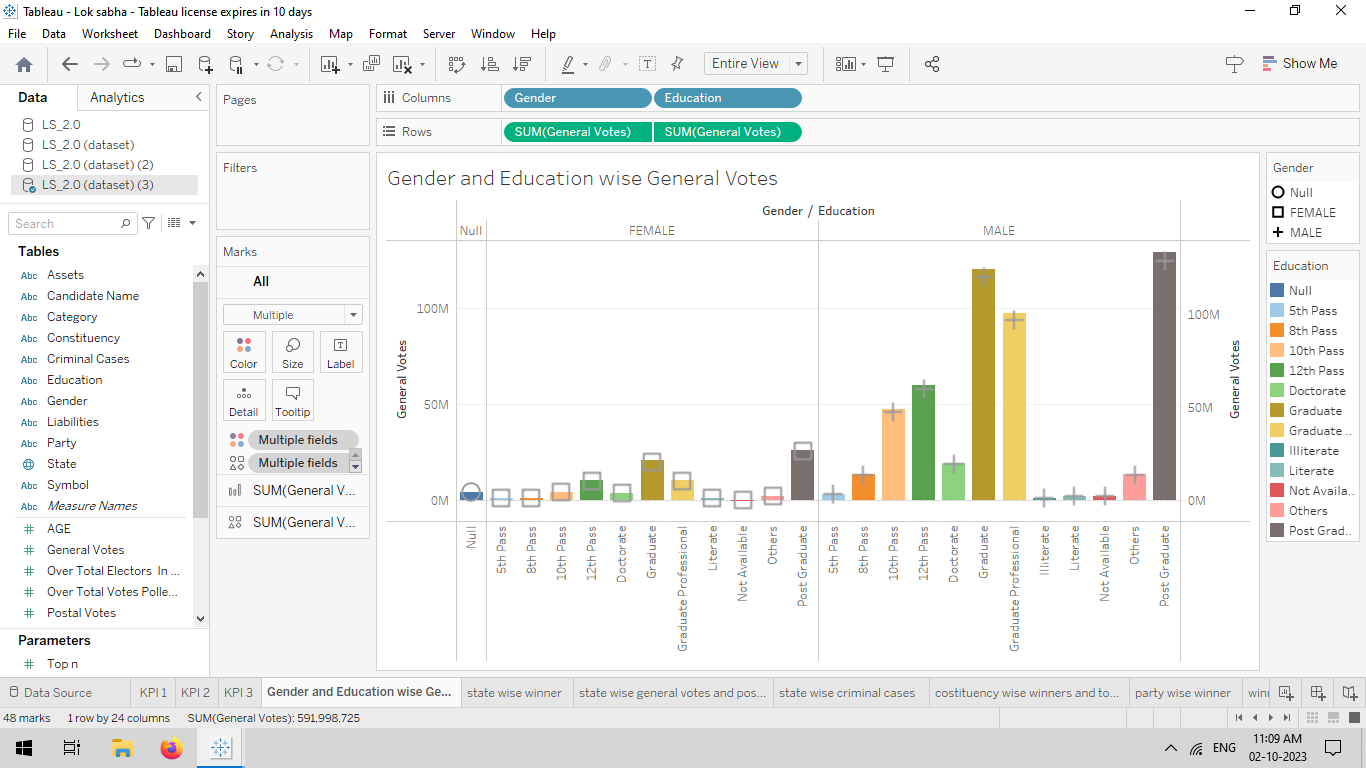 Tableau - Lok sabha - Tableau license expires in 10 days
File Data Worksheet Dashboard Story Analysis Map Format Server Window Help
Entire View
Show Me
Data Analytics
LS_2.0
LS_2.0 (dataset)
LS_2.0 (dataset) (2)
LS_2.0 (dataset) (3)
Search
Tables
Abc Assets
Abc Candidate Name
Abc Category
Abc Constituency
Abc Criminal Cases
Abc Education
Abc Gender
Abc Liabilities
Abc Party
State
Abc Symbol
Abc Measure Names
# AGE
# General Votes
# Over Total Electors In ...
# Over Total Votes Polle...
# Postal Votes
Parameters
# Top n
Pages
Filters
Marks
All
Multiple
Color Size Label
Detail Tooltip
Multiple fields
Multiple fields
SUM(General V...
SUM(General V...
Columns Gender Education
Rows SUM(General Votes) SUM(General Votes)
Gender and Education wise General Votes
Gender / Education
Null FEMALE MALE
General Votes
100M
50M
0M
General Votes
100M
50M
0M
Null
5th Pass
8th Pass
10th Pass
12th Pass
Doctorate
Graduate
Graduate Professional
Literate
Not Available
Others
Post Graduate
5th Pass
8th Pass
10th Pass
12th Pass
Doctorate
Graduate
Graduate Professional
Illiterate
Literate
Not Available
Others
Post Graduate
Gender
Null
FEMALE
MALE
Education
Null
5th Pass
8th Pass
10th Pass
12th Pass
Doctorate
Graduate
Graduate ..
Illiterate
Literate
Not Availa..
Others
Post Grad..
Data Source KPI 1 KPI 2 KPI 3 Gender and Education wise Ge... state wise winner state wise general votes and pos... state wise criminal cases costituency wise winners and to... party wise winner winr
48 marks 1 row by 24 columns SUM(General Votes): 591,998,725
ENG
11:09 AM
02-10-2023